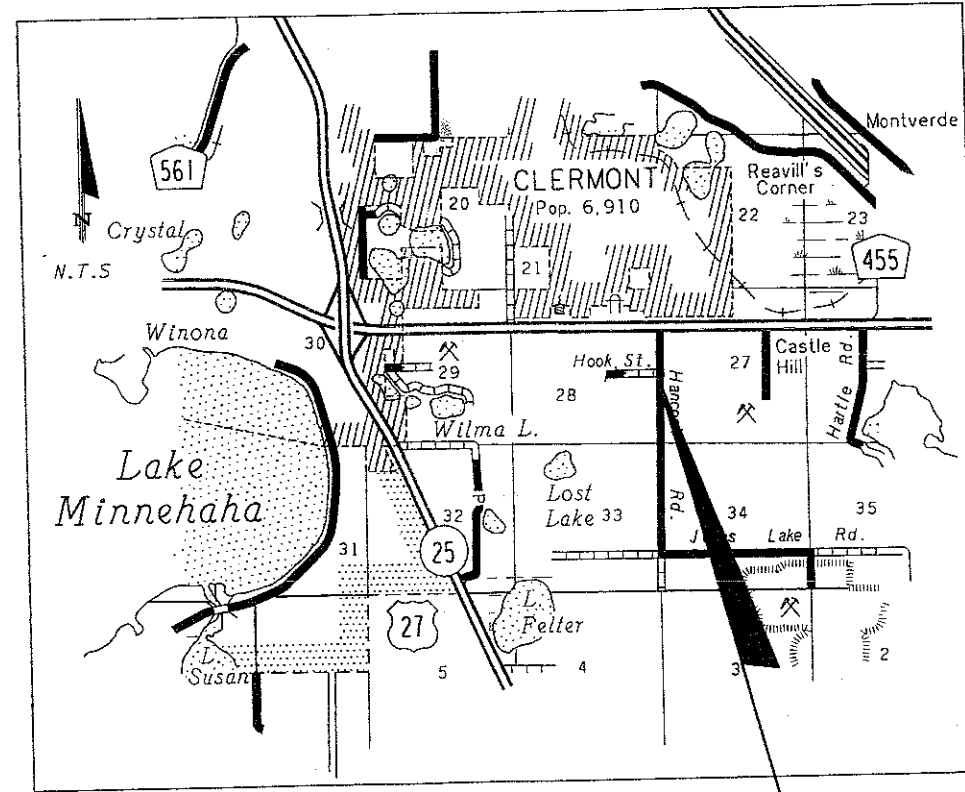 Montverde
561
CLERMONT
Pop. 6,910
Reavill's
Corner
20
22
23
N
Crystal
N.T.S
21
455
Winona
30
29
Hook St.
27
Castle
Hill
Hartle Rd.
28
Wilma L.
Lake
Minnehaha
Lost
Lake
33
Rd.
34
35
32
31
25
Lake Rd.
27
L
Felter
L
Susan
5
4
3
2